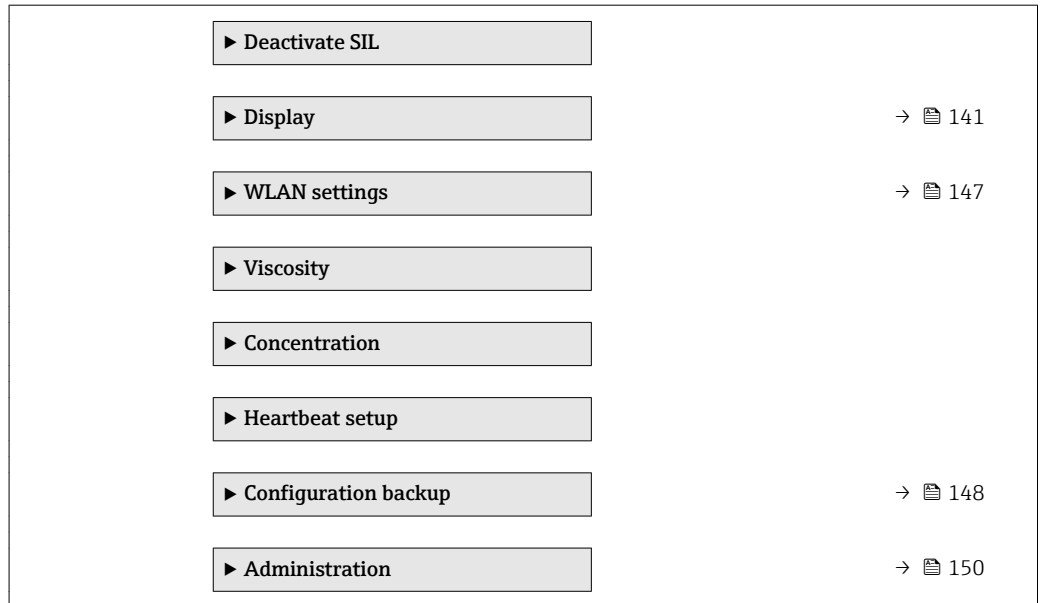 ▶ Deactivate SIL
▶ Display → 141
▶ WLAN settings → 147
▶ Viscosity
▶ Concentration
▶ Heartbeat setup
▶ Configuration backup → 148
▶ Administration → 150